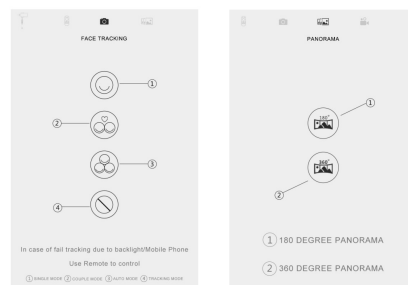 FACE TRACKING
①
②
③
④
In case of fail tracking due to backlight/Mobile Phone
Use Remote to control
① SINGLE MODE ② COUPLE MODE ③ AUTO MODE ④ TRACKING MODE
PANORAMA
180°
①
360°
②
① 180 DEGREE PANORAMA
② 360 DEGREE PANORAMA